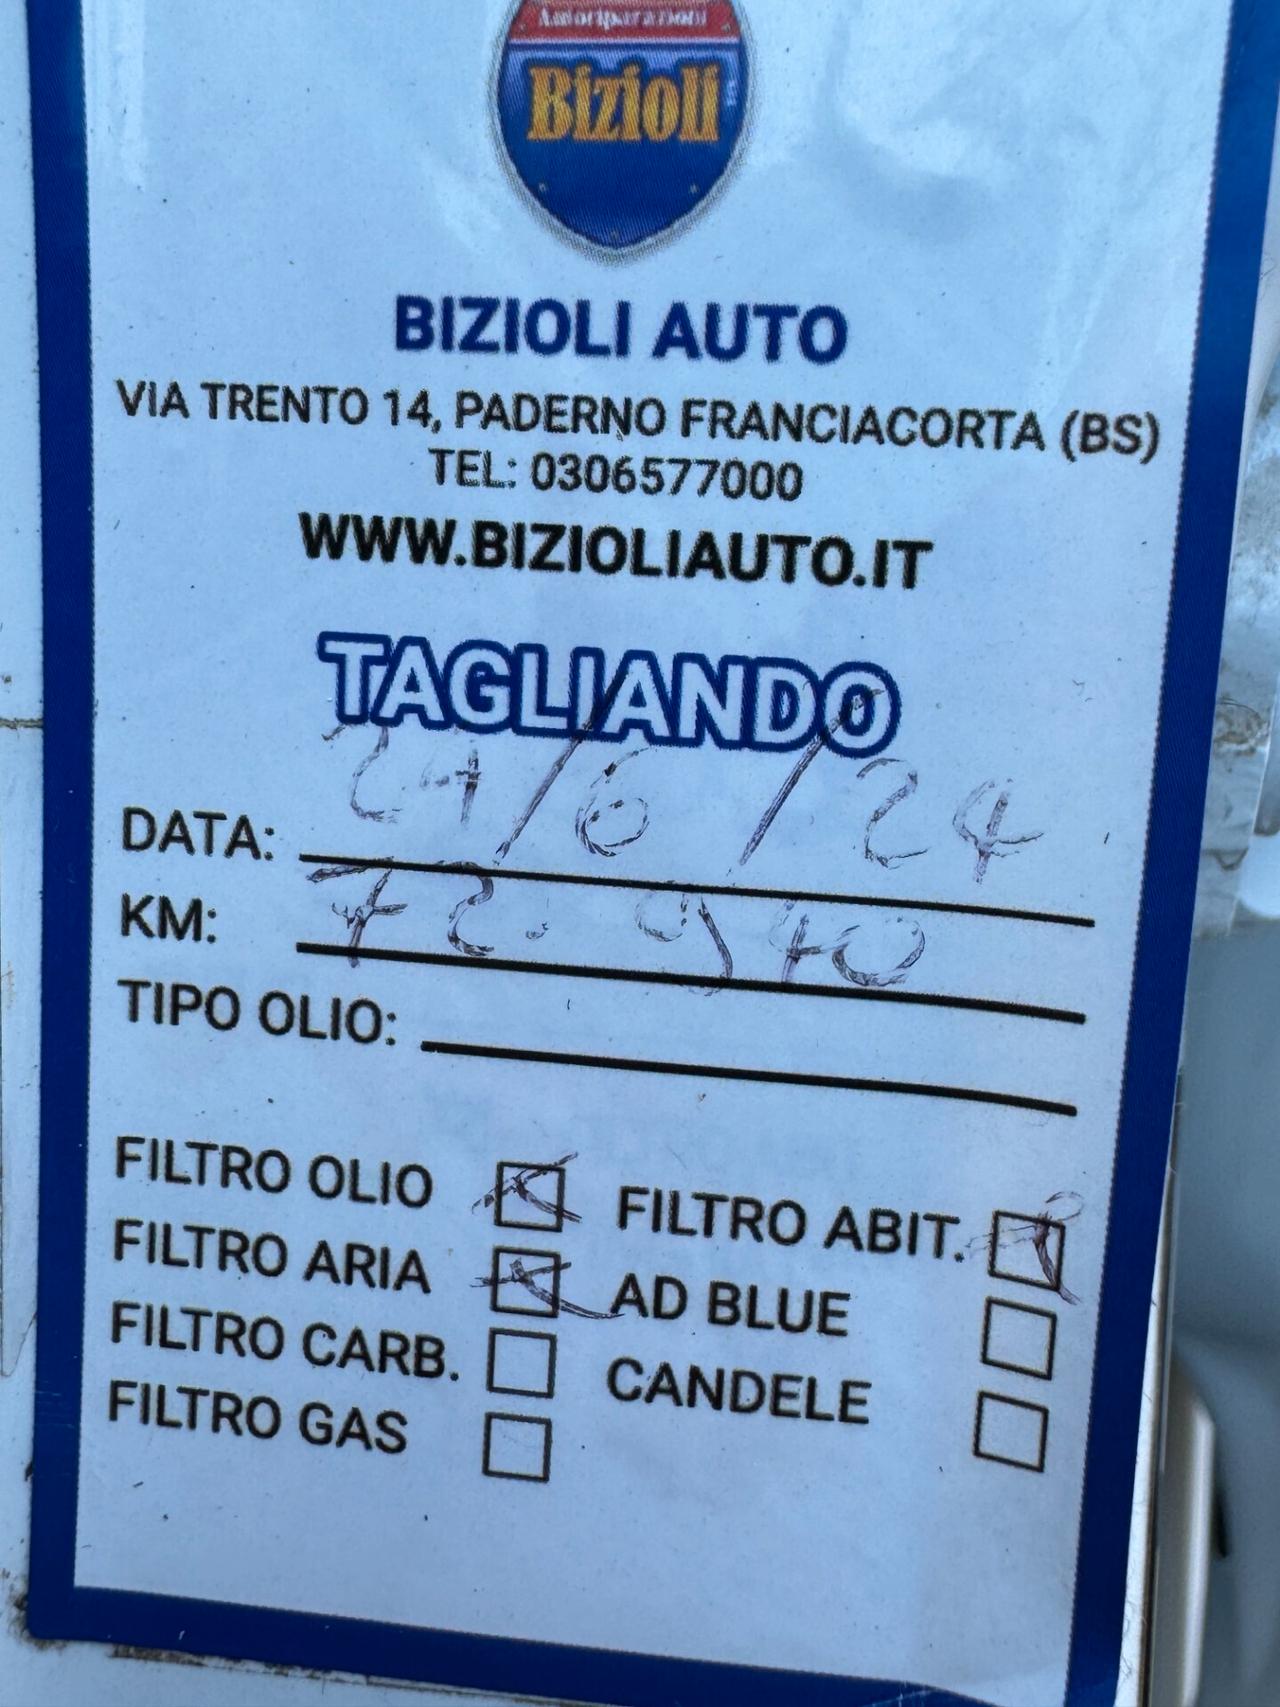 Autoriparazioni
Bizioli
BIZIOLI AUTO
VIA TRENTO 14, PADERNO FRANCIACORTA (BS)
TEL: 0306577000
WWW.BIZIOLIAUTO.IT
TAGLIANDO
DATA: 24/6/24
KM: 72.940
TIPO OLIO:
FILTRO OLIO FILTRO ABIT.
FILTRO ARIA AD BLUE
FILTRO CARB. CANDELE
FILTRO GAS